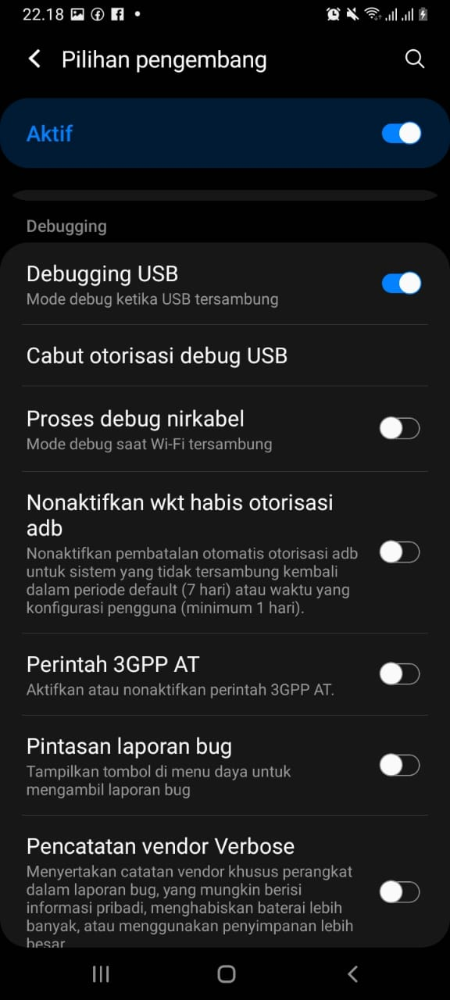 22.18
Pilihan pengembang
Aktif
Debugging
Debugging USB
Mode debug ketika USB tersambung
Cabut otorisasi debug USB
Proses debug nirkabel
Mode debug saat Wi-Fi tersambung
Nonaktifkan wkt habis otorisasi
adb
Nonaktifkan pembatalan otomatis otorisasi adb
untuk sistem yang tidak tersambung kembali
dalam periode default (7 hari) atau waktu yang
konfigurasi pengguna (minimum 1 hari).
Perintah 3GPP AT
Aktifkan atau nonaktifkan perintah 3GPP AT.
Pintasan laporan bug
Tampilkan tombol di menu daya untuk
mengambil laporan bug
Pencatatan vendor Verbose
Menyertakan catatan vendor khusus perangkat
dalam laporan bug, yang mungkin berisi
informasi pribadi, menghabiskan baterai lebih
banyak, atau menggunakan penyimpanan lebih
besar